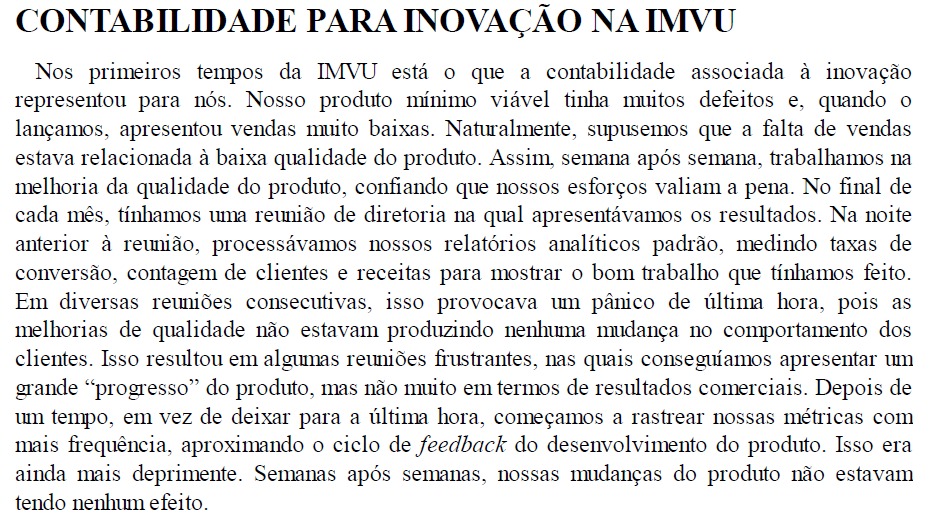 CONTABILIDADE PARA INOVAÇÃO NA IMVU
Nos primeiros tempos da IMVU está o que a contabilidade associada à inovação
representou para nós. Nosso produto mínimo viável tinha muitos defeitos e, quando o
lançamos, apresentou vendas muito baixas. Naturalmente, supusemos que a falta de vendas
estava relacionada à baixa qualidade do produto. Assim, semana após semana, trabalhamos na
melhoria da qualidade do produto, confiando que nossos esforços valiam a pena. No final de
cada mês, tínhamos uma reunião de diretoria na qual apresentávamos os resultados. Na noite
anterior à reunião, processávamos nossos relatórios analíticos padrão, medindo taxas de
conversão, contagem de clientes e receitas para mostrar o bom trabalho que tínhamos feito.
Em diversas reuniões consecutivas, isso provocava um pânico de última hora, pois as
melhorias de qualidade não estavam produzindo nenhuma mudança no comportamento dos
clientes. Isso resultou em algumas reuniões frustrantes, nas quais conseguíamos apresentar um
grande “progresso” do produto, mas não muito em termos de resultados comerciais. Depois de
um tempo, em vez de deixar para a última hora, começamos a rastrear nossas métricas com
mais frequência, aproximando o ciclo de feedback do desenvolvimento do produto. Isso era
ainda mais deprimente. Semanas após semanas, nossas mudanças do produto não estavam
tendo nenhum efeito.